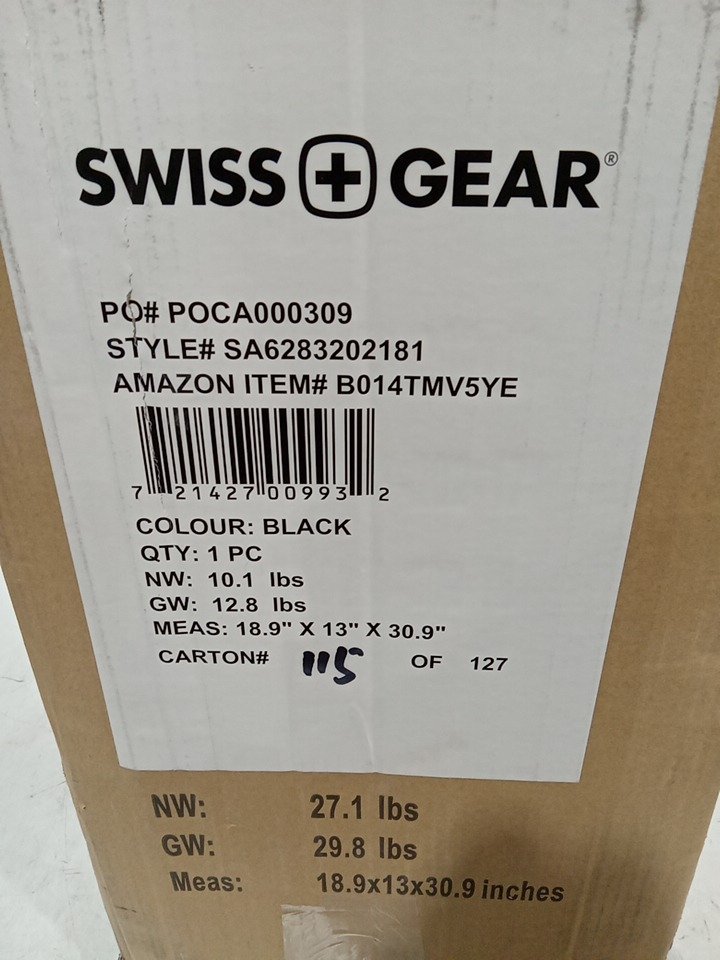 SWISS GEAR®
PO# POCA000309
STYLE# SA6283202181
AMAZON ITEM# B014TMV5YE
7 21427 00993 2
COLOUR: BLACK
QTY: 1 PC
NW: 10.1 lbs
GW: 12.8 lbs
MEAS: 18.9" X 13" X 30.9"
CARTON# 115 OF 127
NW: 27.1 lbs
GW: 29.8 lbs
Meas: 18.9x13x30.9 inches